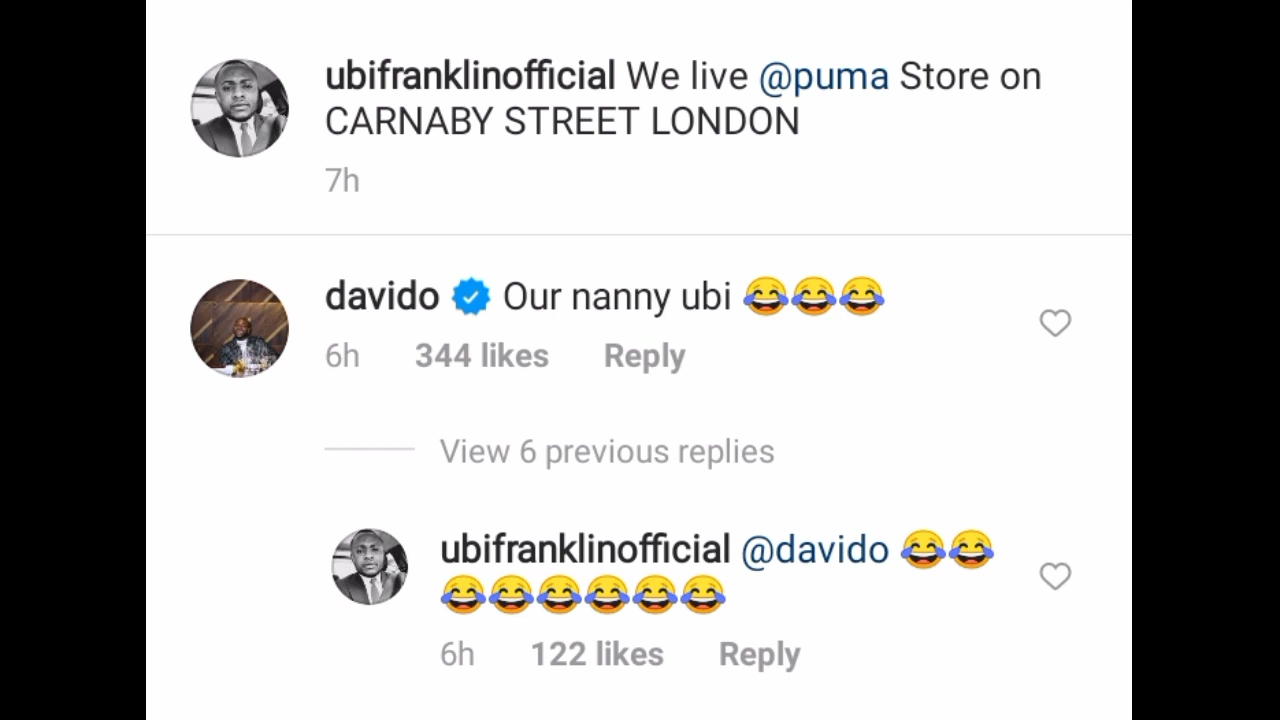 ubifranklinofficial We live @puma Store on
CARNABY STREET LONDON
7h
davido Our nanny ubi 😂😂😂
6h 344 likes Reply
View 6 previous replies
ubifranklinofficial @davido 😂😂
😂😂😂😂😂😂
6h 122 likes Reply